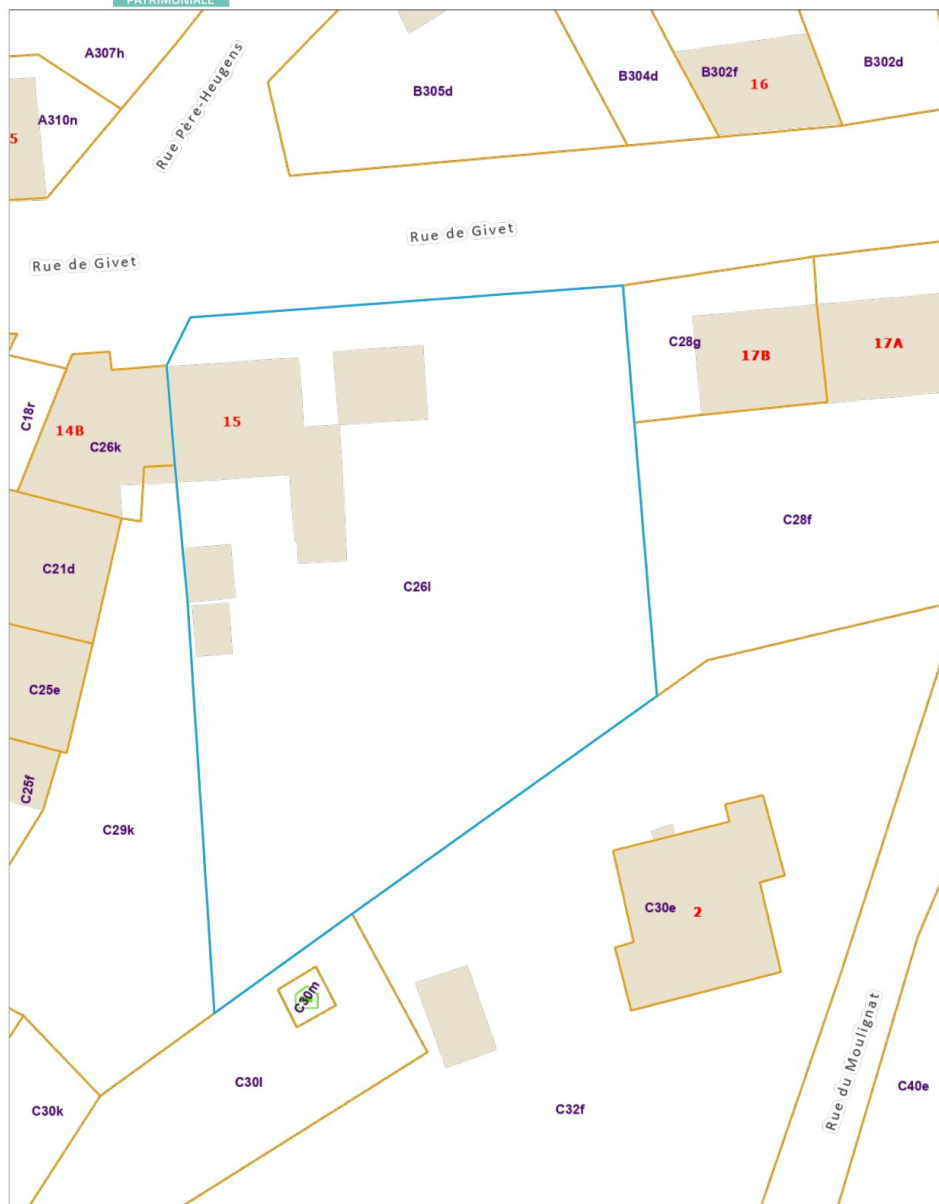 PATRIMONIALE
A307h
B305d
B304d
B302f
B302d
16
A310n
5
Rue Père-Heugens
Rue de Givet
Rue de Givet
C28g
17B
17A
C18r
14B
C26k
15
C28f
C21d
C26l
C25e
C25f
C29k
C30e
2
C30m
C30l
C30k
C32f
Rue du Moulignat
C40e